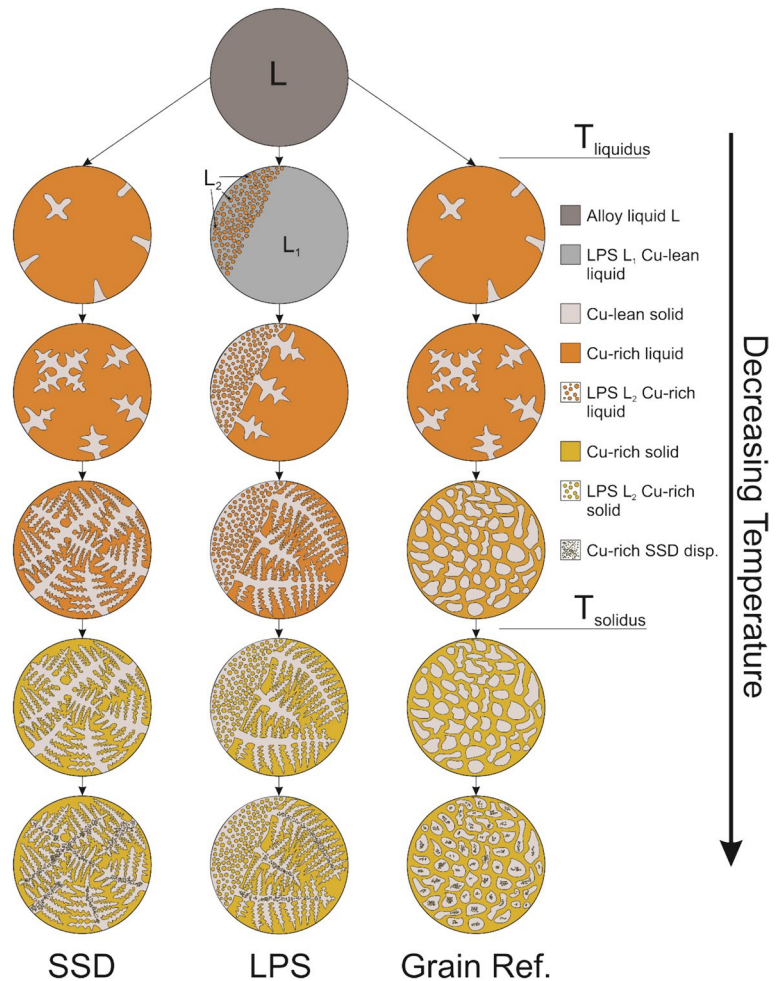 L
T liquidus
L2
L1
Alloy liquid L
LPS L1 Cu-lean
liquid
Cu-lean solid
Cu-rich liquid
LPS L2 Cu-rich
liquid
Cu-rich solid
LPS L2 Cu-rich
solid
Cu-rich SSD disp.
T solidus
Decreasing Temperature
SSD
LPS
Grain Ref.